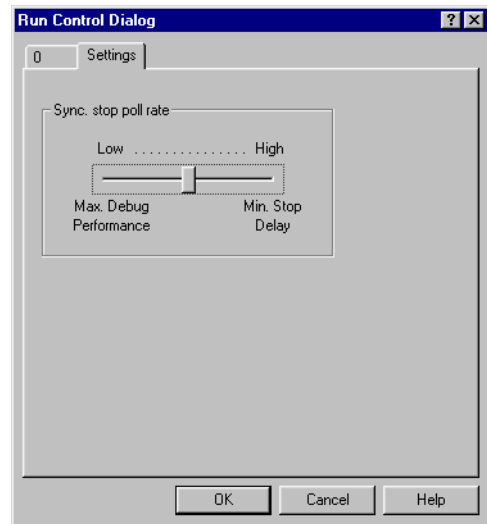 Run Control Dialog
0 Settings
Sync. stop poll rate
Low . . . . . . . . . . . . . . . High
Max. Debug Min. Stop
Performance Delay
OK Cancel Help